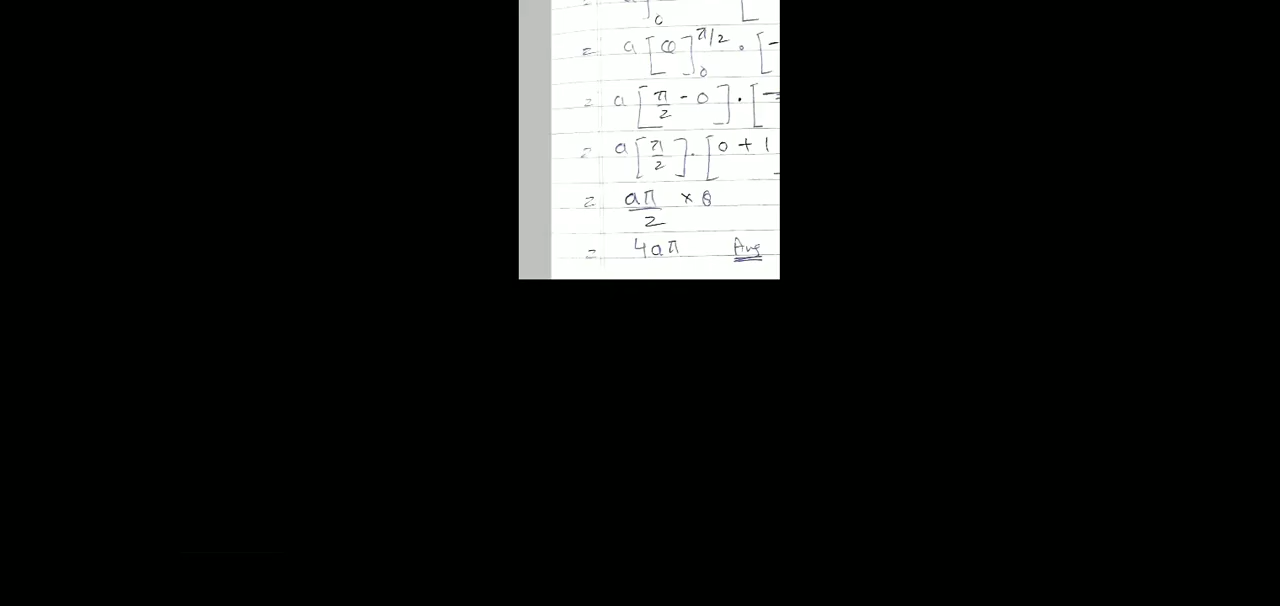 = a [φ]₀^π/2 · [-
= a [π/2 - 0] · [-
= a [π/2] · [0 + 1
= aπ/2 × 8
= 4aπ Ans